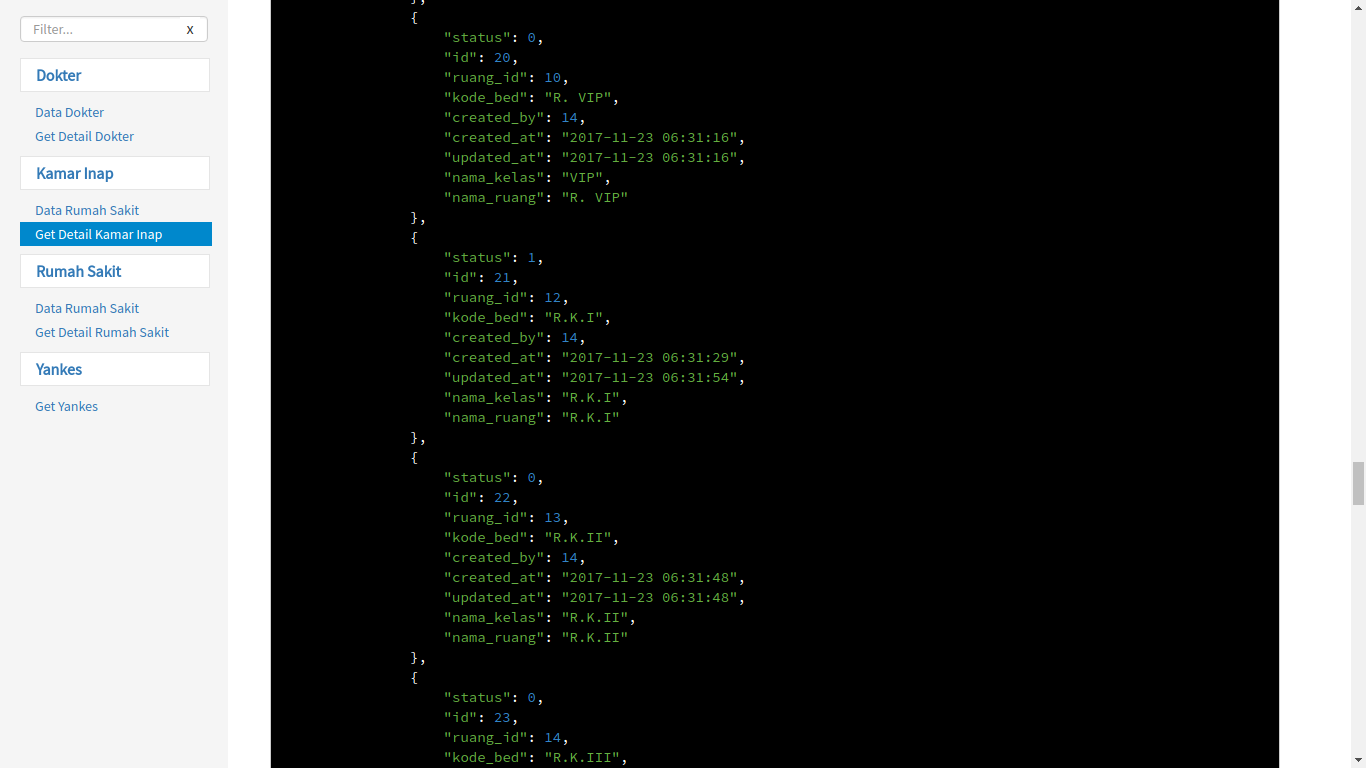 Filter...
x
Dokter
Data Dokter
Get Detail Dokter
Kamar Inap
Data Rumah Sakit
Get Detail Kamar Inap
Rumah Sakit
Data Rumah Sakit
Get Detail Rumah Sakit
Yankes
Get Yankes
},
{
"status": 0,
"id": 20,
"ruang_id": 10,
"kode_bed": "R. VIP",
"created_by": 14,
"created_at": "2017-11-23 06:31:16",
"updated_at": "2017-11-23 06:31:16",
"nama_kelas": "VIP",
"nama_ruang": "R. VIP"
},
{
"status": 1,
"id": 21,
"ruang_id": 12,
"kode_bed": "R.K.I",
"created_by": 14,
"created_at": "2017-11-23 06:31:29",
"updated_at": "2017-11-23 06:31:54",
"nama_kelas": "R.K.I",
"nama_ruang": "R.K.I"
},
{
"status": 0,
"id": 22,
"ruang_id": 13,
"kode_bed": "R.K.II",
"created_by": 14,
"created_at": "2017-11-23 06:31:48",
"updated_at": "2017-11-23 06:31:48",
"nama_kelas": "R.K.II",
"nama_ruang": "R.K.II"
},
{
"status": 0,
"id": 23,
"ruang_id": 14,
"kode_bed": "R.K.III",